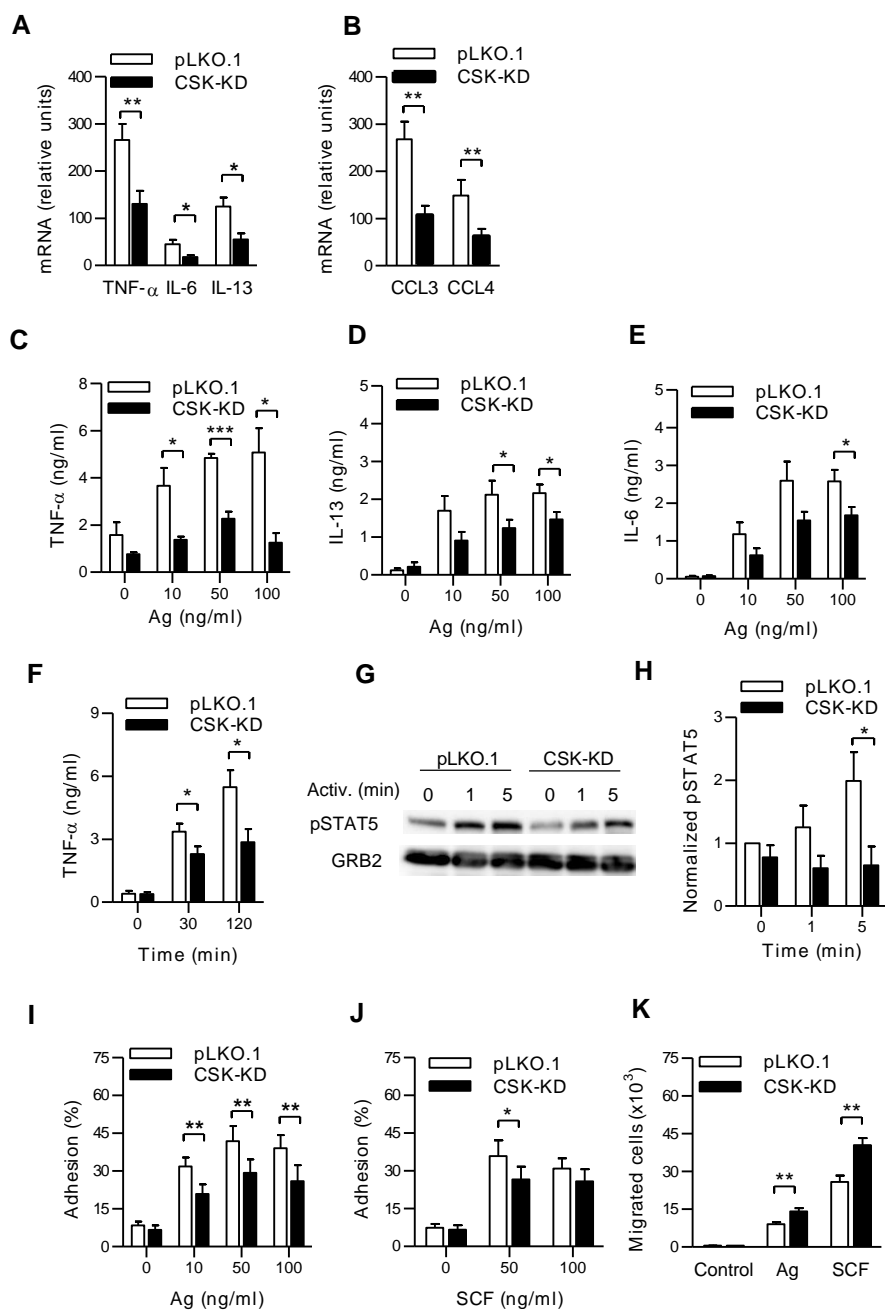 A
pLKO.1
CSK-KD
mRNA (relative units)
400
300
200
100
0
**
*
*
TNF-α IL-6 IL-13
B
pLKO.1
CSK-KD
mRNA (relative units)
400
300
200
100
0
**
**
CCL3 CCL4
C
pLKO.1
CSK-KD
TNF-α (ng/ml)
8
6
4
2
0
*
***
*
0 10 50 100
Ag (ng/ml)
D
pLKO.1
CSK-KD
IL-13 (ng/ml)
5
4
3
2
1
0
*
*
0 10 50 100
Ag (ng/ml)
E
pLKO.1
CSK-KD
IL-6 (ng/ml)
5
4
3
2
1
0
*
0 10 50 100
Ag (ng/ml)
F
pLKO.1
CSK-KD
TNF-α (ng/ml)
9
6
3
0
*
*
0 30 120
Time (min)
G
pLKO.1 CSK-KD
Activ. (min) 0 1 5 0 1 5
pSTAT5
GRB2
H
pLKO.1
CSK-KD
Normalized pSTAT5
3
2
1
0
*
0 1 5
Time (min)
I
pLKO.1
CSK-KD
Adhesion (%)
75
60
45
30
15
0
**
**
**
0 10 50 100
Ag (ng/ml)
J
pLKO.1
CSK-KD
Adhesion (%)
75
60
45
30
15
0
*
0 50 100
SCF (ng/ml)
K
pLKO.1
CSK-KD
Migrated cells (x10³)
75
60
45
30
15
0
**
**
Control Ag SCF